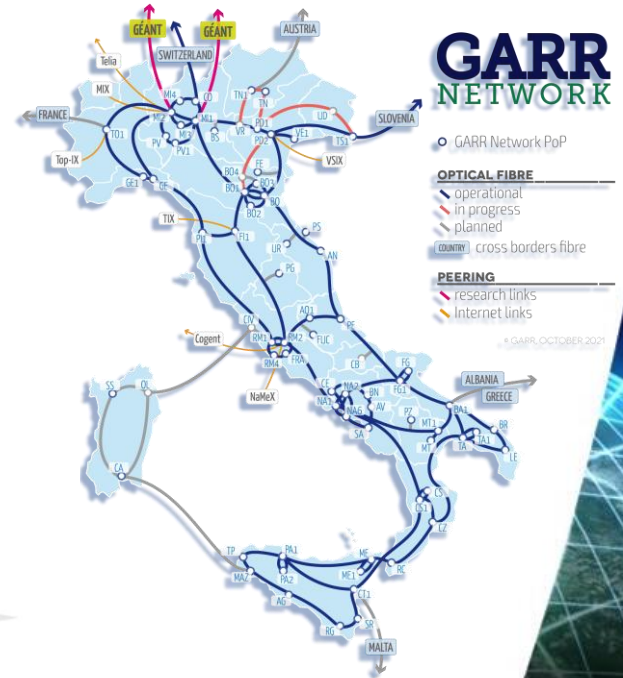 GÉANT
GÉANT
AUSTRIA
Telia
SWITZERLAND
MIX
FRANCE
Top-IX
TIX
VSIX
SLOVENIA
GARR
NETWORK
GARR Network PoP
OPTICAL FIBRE
operational
in progress
planned
COUNTRY cross borders fibre
PEERING
research links
Internet links
GARR, OCTOBER 2021
MI4
CO
MI2
MI3
MI1
TO1
PV
PV1
BS
TN1
TN
VR
PD1
PD2
UD
VE1
TS1
GE1
GE
FE
BO4
BO3
BO1
BO
BO2
PI1
FI1
PS
UR
AN
PG
CIV
RM1
RM2
RM4
FRA
AQ1
PE
FUC
Cogent
NaMeX
CB
FG
FG1
CE
NA2
BN
NA1
NA6
AV
SA
PZ
MT1
MT
BA1
TA
TA1
BR
LE
ALBANIA
GREECE
SS
OL
CA
CS
CS1
CZ
RC
TP
MAZ
PA1
PA2
AG
ME
ME1
CT1
RG
SR
MALTA